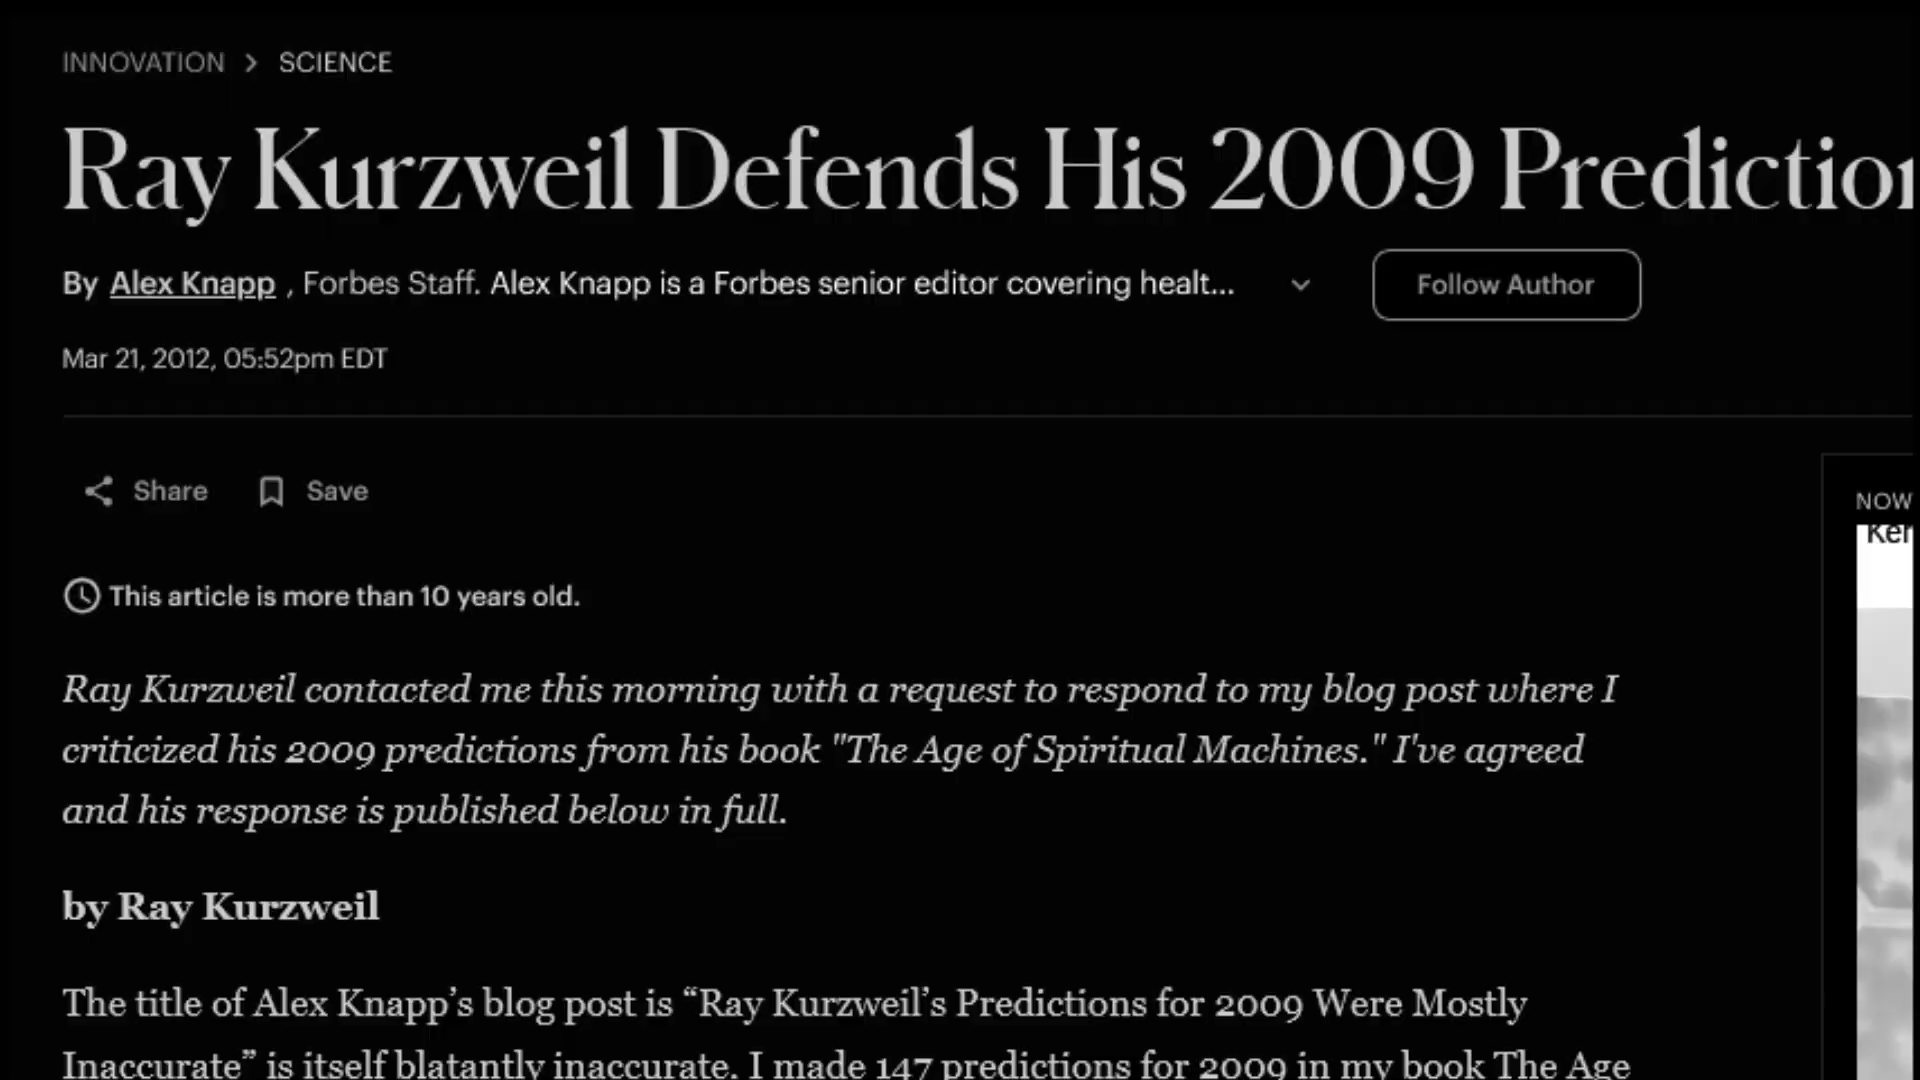 INNOVATION > SCIENCE
Ray Kurzweil Defends His 2009 Prediction
By Alex Knapp , Forbes Staff. Alex Knapp is a Forbes senior editor covering healt...
Follow Author
Mar 21, 2012, 05:52pm EDT
Share
Save
NOW
Ker
This article is more than 10 years old.
Ray Kurzweil contacted me this morning with a request to respond to my blog post where I
criticized his 2009 predictions from his book "The Age of Spiritual Machines." I've agreed
and his response is published below in full.
by Ray Kurzweil
The title of Alex Knapp’s blog post is “Ray Kurzweil’s Predictions for 2009 Were Mostly
Inaccurate” is itself blatantly inaccurate. I made 147 predictions for 2009 in my book The Age